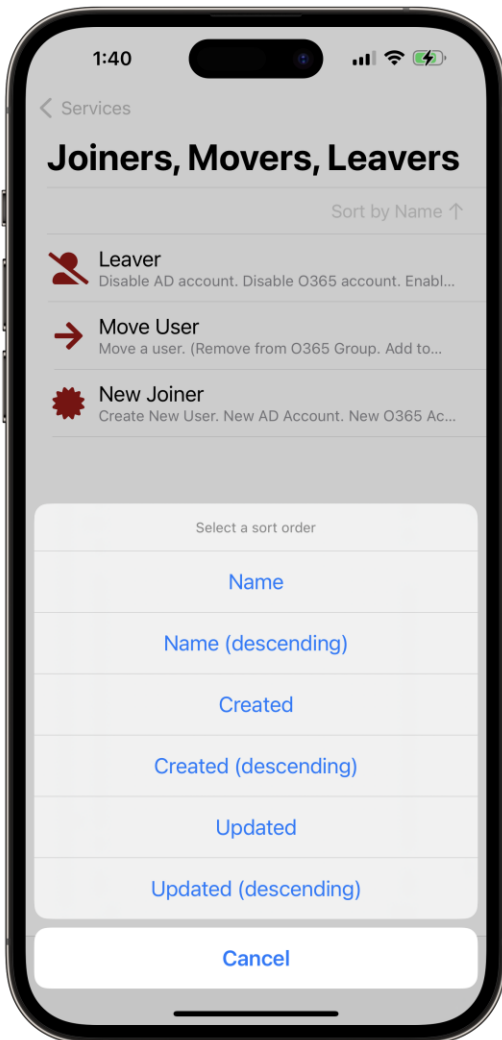 1:40
Services
Joiners, Movers, Leavers
Sort by Name ↑
Leaver
Disable AD account. Disable O365 account. Enabl...
Move User
Move a user. (Remove from O365 Group. Add to...
New Joiner
Create New User. New AD Account. New O365 Ac...
Select a sort order
Name
Name (descending)
Created
Created (descending)
Updated
Updated (descending)
Cancel